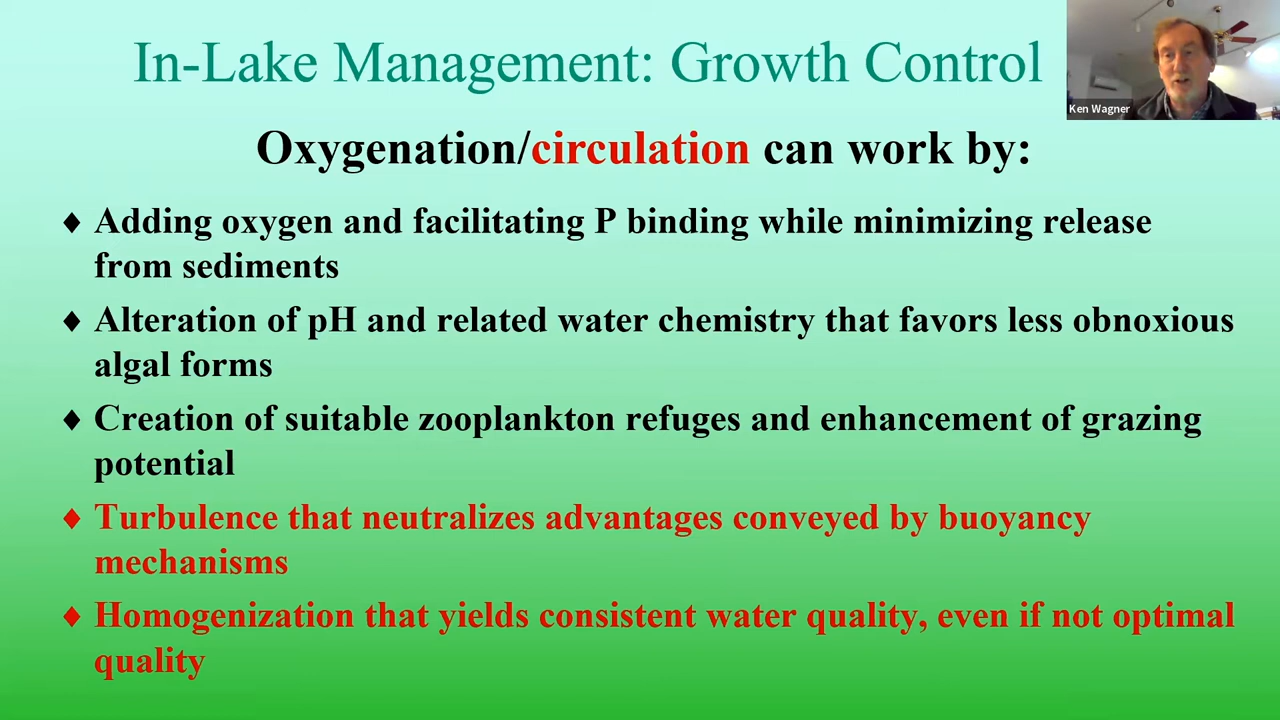 In-Lake Management: Growth Control
Ken Wagner
Oxygenation/circulation can work by:
♦ Adding oxygen and facilitating P binding while minimizing release
from sediments
♦ Alteration of pH and related water chemistry that favors less obnoxious
algal forms
♦ Creation of suitable zooplankton refuges and enhancement of grazing
potential
♦ Turbulence that neutralizes advantages conveyed by buoyancy
mechanisms
♦ Homogenization that yields consistent water quality, even if not optimal
quality